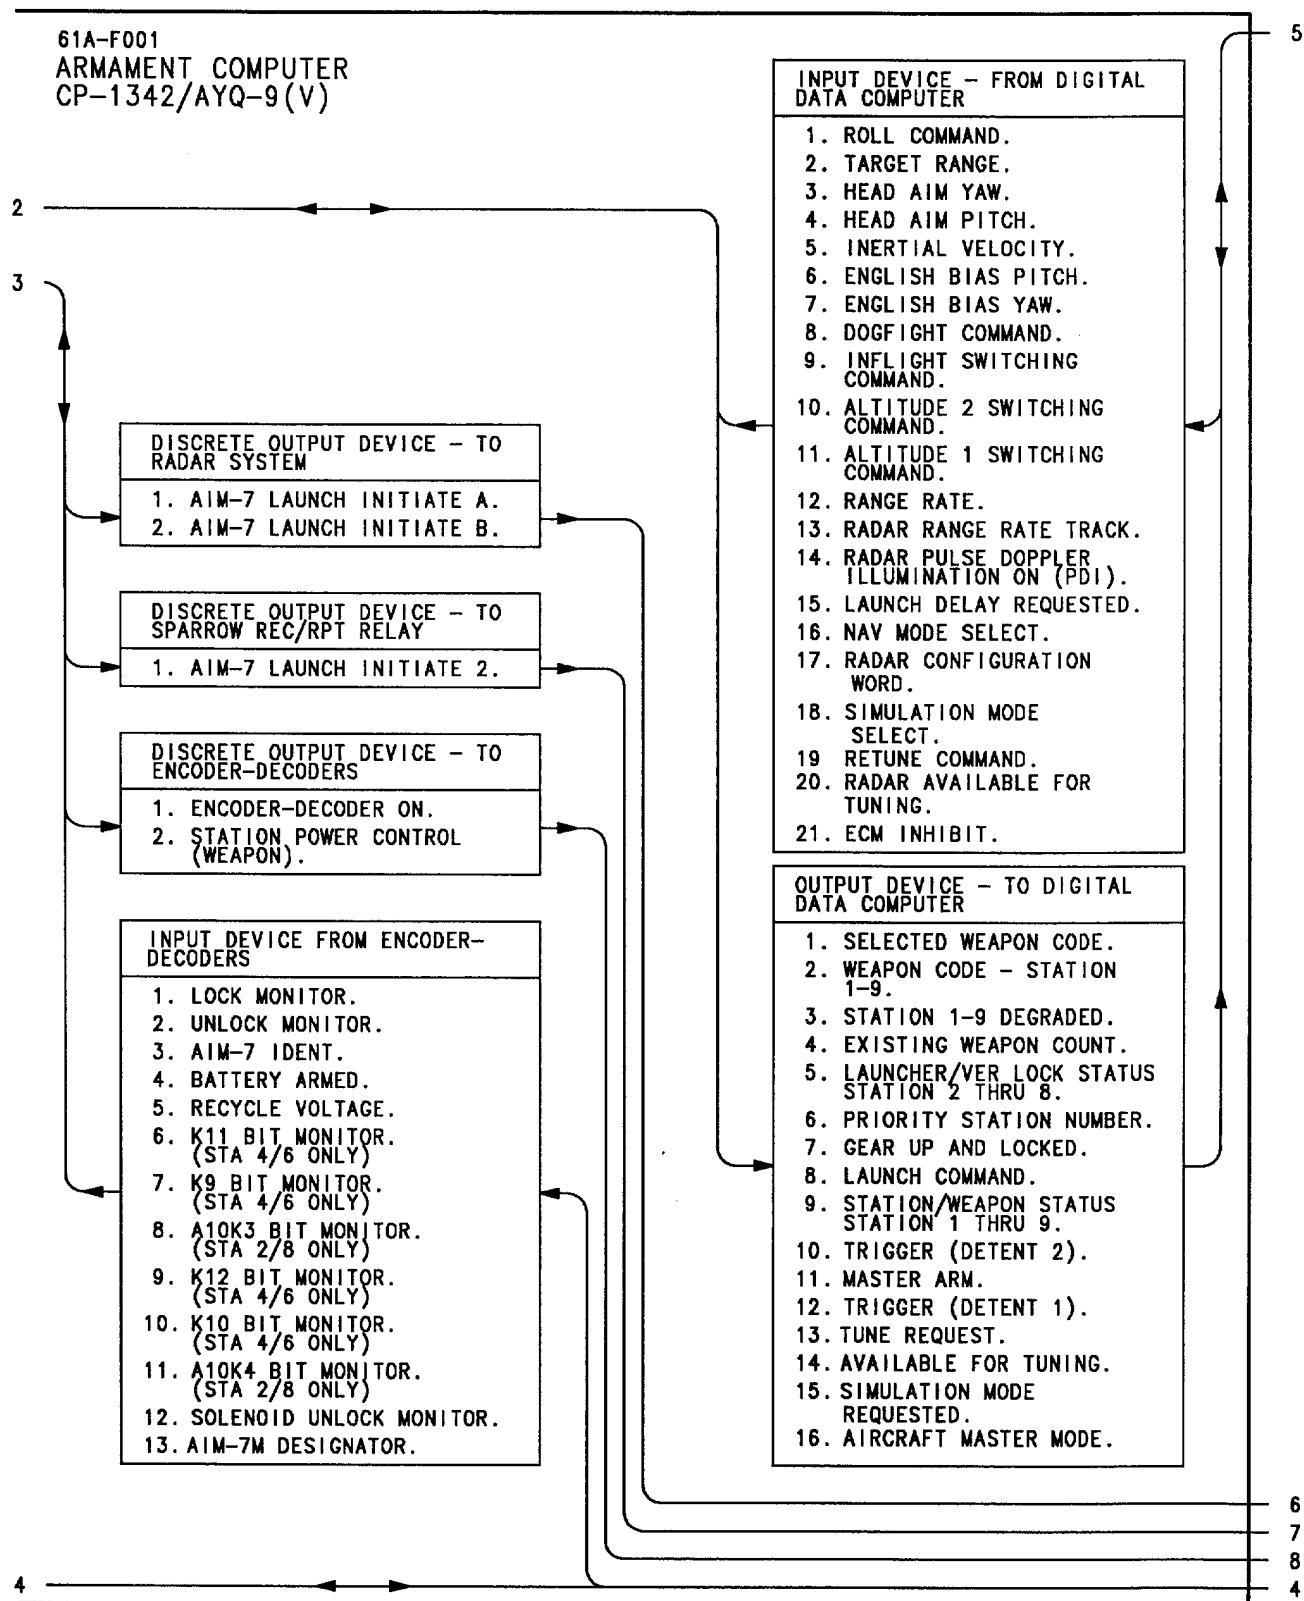 61A-F001
ARMAMENT COMPUTER
CP-1342/AYQ-9(V)
5
INPUT DEVICE - FROM DIGITAL
DATA COMPUTER
1. ROLL COMMAND.
2. TARGET RANGE.
3. HEAD AIM YAW.
4. HEAD AIM PITCH.
5. INERTIAL VELOCITY.
6. ENGLISH BIAS PITCH.
7. ENGLISH BIAS YAW.
8. DOGFIGHT COMMAND.
9. INFLIGHT SWITCHING
COMMAND.
10. ALTITUDE 2 SWITCHING
COMMAND.
11. ALTITUDE 1 SWITCHING
COMMAND.
12. RANGE RATE.
13. RADAR RANGE RATE TRACK.
14. RADAR PULSE DOPPLER
ILLUMINATION ON (PDI).
15. LAUNCH DELAY REQUESTED.
16. NAV MODE SELECT.
17. RADAR CONFIGURATION
WORD.
18. SIMULATION MODE
SELECT.
19 RETUNE COMMAND.
20. RADAR AVAILABLE FOR
TUNING.
21. ECM INHIBIT.
2
3
DISCRETE OUTPUT DEVICE - TO
RADAR SYSTEM
1. AIM-7 LAUNCH INITIATE A.
2. AIM-7 LAUNCH INITIATE B.
DISCRETE OUTPUT DEVICE - TO
SPARROW REC/RPT RELAY
1. AIM-7 LAUNCH INITIATE 2.
DISCRETE OUTPUT DEVICE - TO
ENCODER-DECODERS
1. ENCODER-DECODER ON.
2. STATION POWER CONTROL
(WEAPON).
INPUT DEVICE FROM ENCODER-
DECODERS
1. LOCK MONITOR.
2. UNLOCK MONITOR.
3. AIM-7 IDENT.
4. BATTERY ARMED.
5. RECYCLE VOLTAGE.
6. K11 BIT MONITOR.
(STA 4/6 ONLY)
7. K9 BIT MONITOR.
(STA 4/6 ONLY)
8. A10K3 BIT MONITOR.
(STA 2/8 ONLY)
9. K12 BIT MONITOR.
(STA 4/6 ONLY)
10. K10 BIT MONITOR.
(STA 4/6 ONLY)
11. A10K4 BIT MONITOR.
(STA 2/8 ONLY)
12. SOLENOID UNLOCK MONITOR.
13. AIM-7M DESIGNATOR.
OUTPUT DEVICE - TO DIGITAL
DATA COMPUTER
1. SELECTED WEAPON CODE.
2. WEAPON CODE - STATION
1-9.
3. STATION 1-9 DEGRADED.
4. EXISTING WEAPON COUNT.
5. LAUNCHER/VER LOCK STATUS
STATION 2 THRU 8.
6. PRIORITY STATION NUMBER.
7. GEAR UP AND LOCKED.
8. LAUNCH COMMAND.
9. STATION/WEAPON STATUS
STATION 1 THRU 9.
10. TRIGGER (DETENT 2).
11. MASTER ARM.
12. TRIGGER (DETENT 1).
13. TUNE REQUEST.
14. AVAILABLE FOR TUNING.
15. SIMULATION MODE
REQUESTED.
16. AIRCRAFT MASTER MODE.
6
7
8
4
4